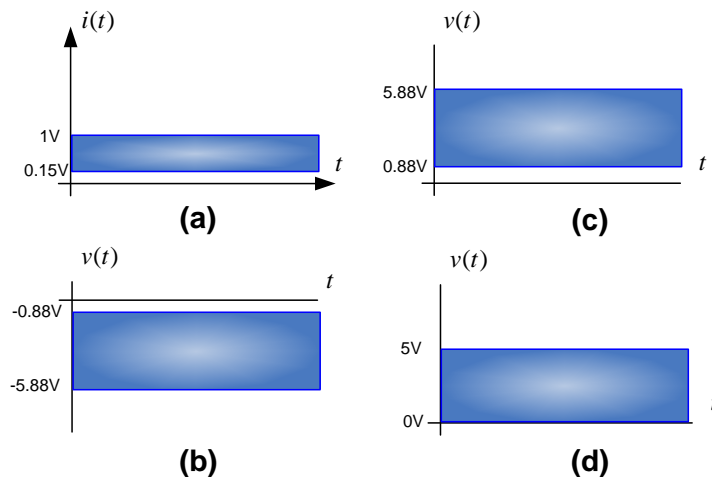 i(t)
1V
0.15V
t
(a)
v(t)
5.88V
0.88V
t
(c)
v(t)
t
-0.88V
-5.88V
(b)
v(t)
5V
0V
(d)